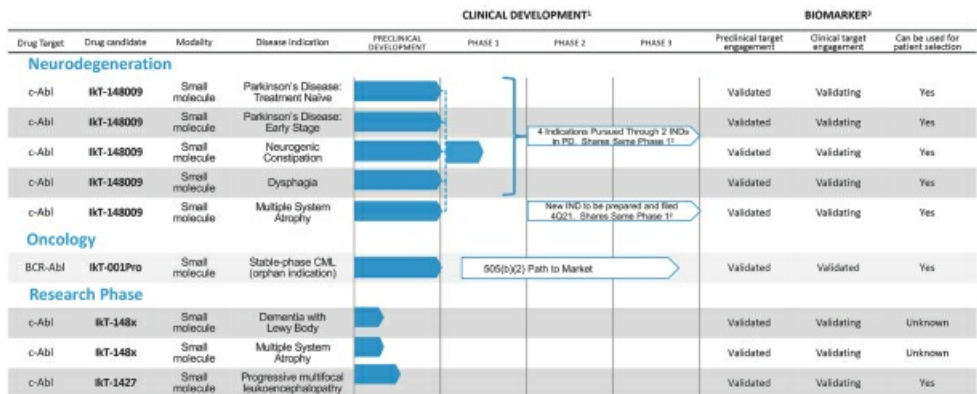 CLINICAL DEVELOPMENT¹ BIOMARKER³
Drug Target Drug candidate Modality Disease indication PRECLINICAL DEVELOPMENT PHASE 1 PHASE 2 PHASE 3 Preclinical target engagement Clinical target engagement Can be used for patient selection
Neurodegeneration
c-Abl IkT-148009 Small molecule Parkinson's Disease: Treatment Naïve Validated Validating Yes
c-Abl IkT-148009 Small molecule Parkinson's Disease: Early Stage Validated Validating Yes
4 Indications Pursued Through 2 INDs
in PD. Shares Same Phase 1²
c-Abl IkT-148009 Small molecule Neurogenic Constipation Validated Validating Yes
c-Abl IkT-148009 Small molecule Dysphagia Validated Validating Yes
c-Abl IkT-148009 Small molecule Multiple System Atrophy New IND to be prepared and filed 4Q21. Shares Same Phase 1² Validated Validating Yes
Oncology
BCR-Abl IkT-001Pro Small molecule Stable-phase CML (orphan indication) 505(b)(2) Path to Market Validated Validated Yes
Research Phase
c-Abl IkT-148x Small molecule Dementia with Lewy Body Validated Validating Unknown
c-Abl IkT-148x Small molecule Multiple System Atrophy Validated Validating Unknown
c-Abl IkT-1427 Small molecule Progressive multifocal leukoencephalopathy Validated Validating Yes